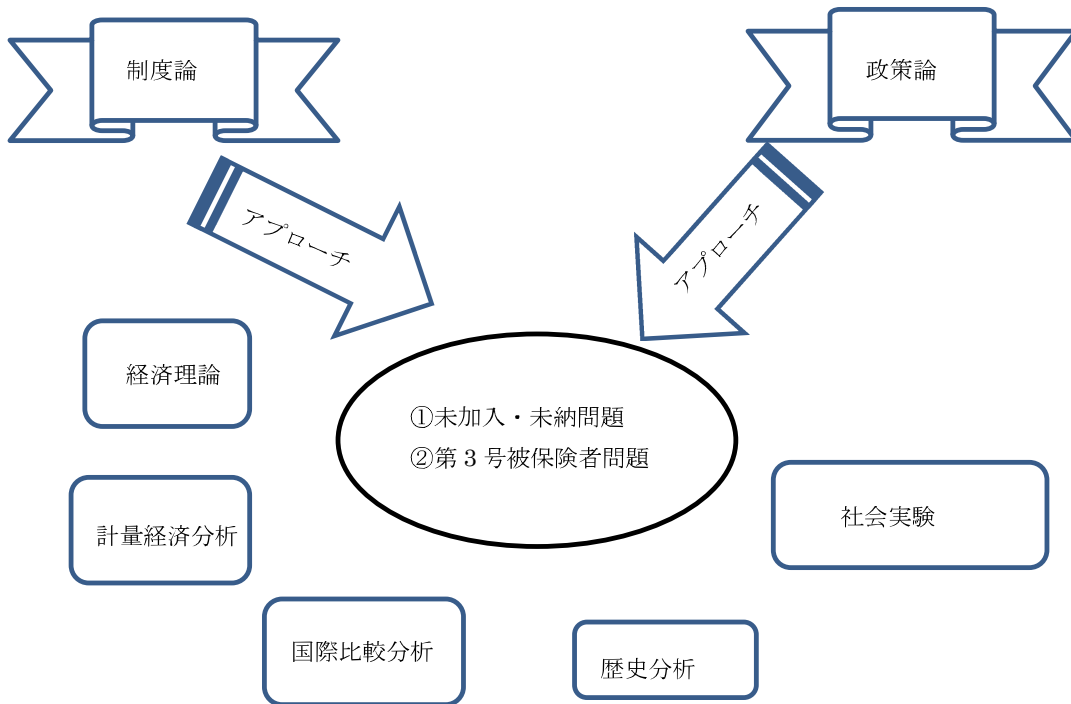 制度論
政策論
アプローチ
アプローチ
経済理論
①未加入・未納問題
②第３号被保険者問題
計量経済分析
社会実験
国際比較分析
歴史分析